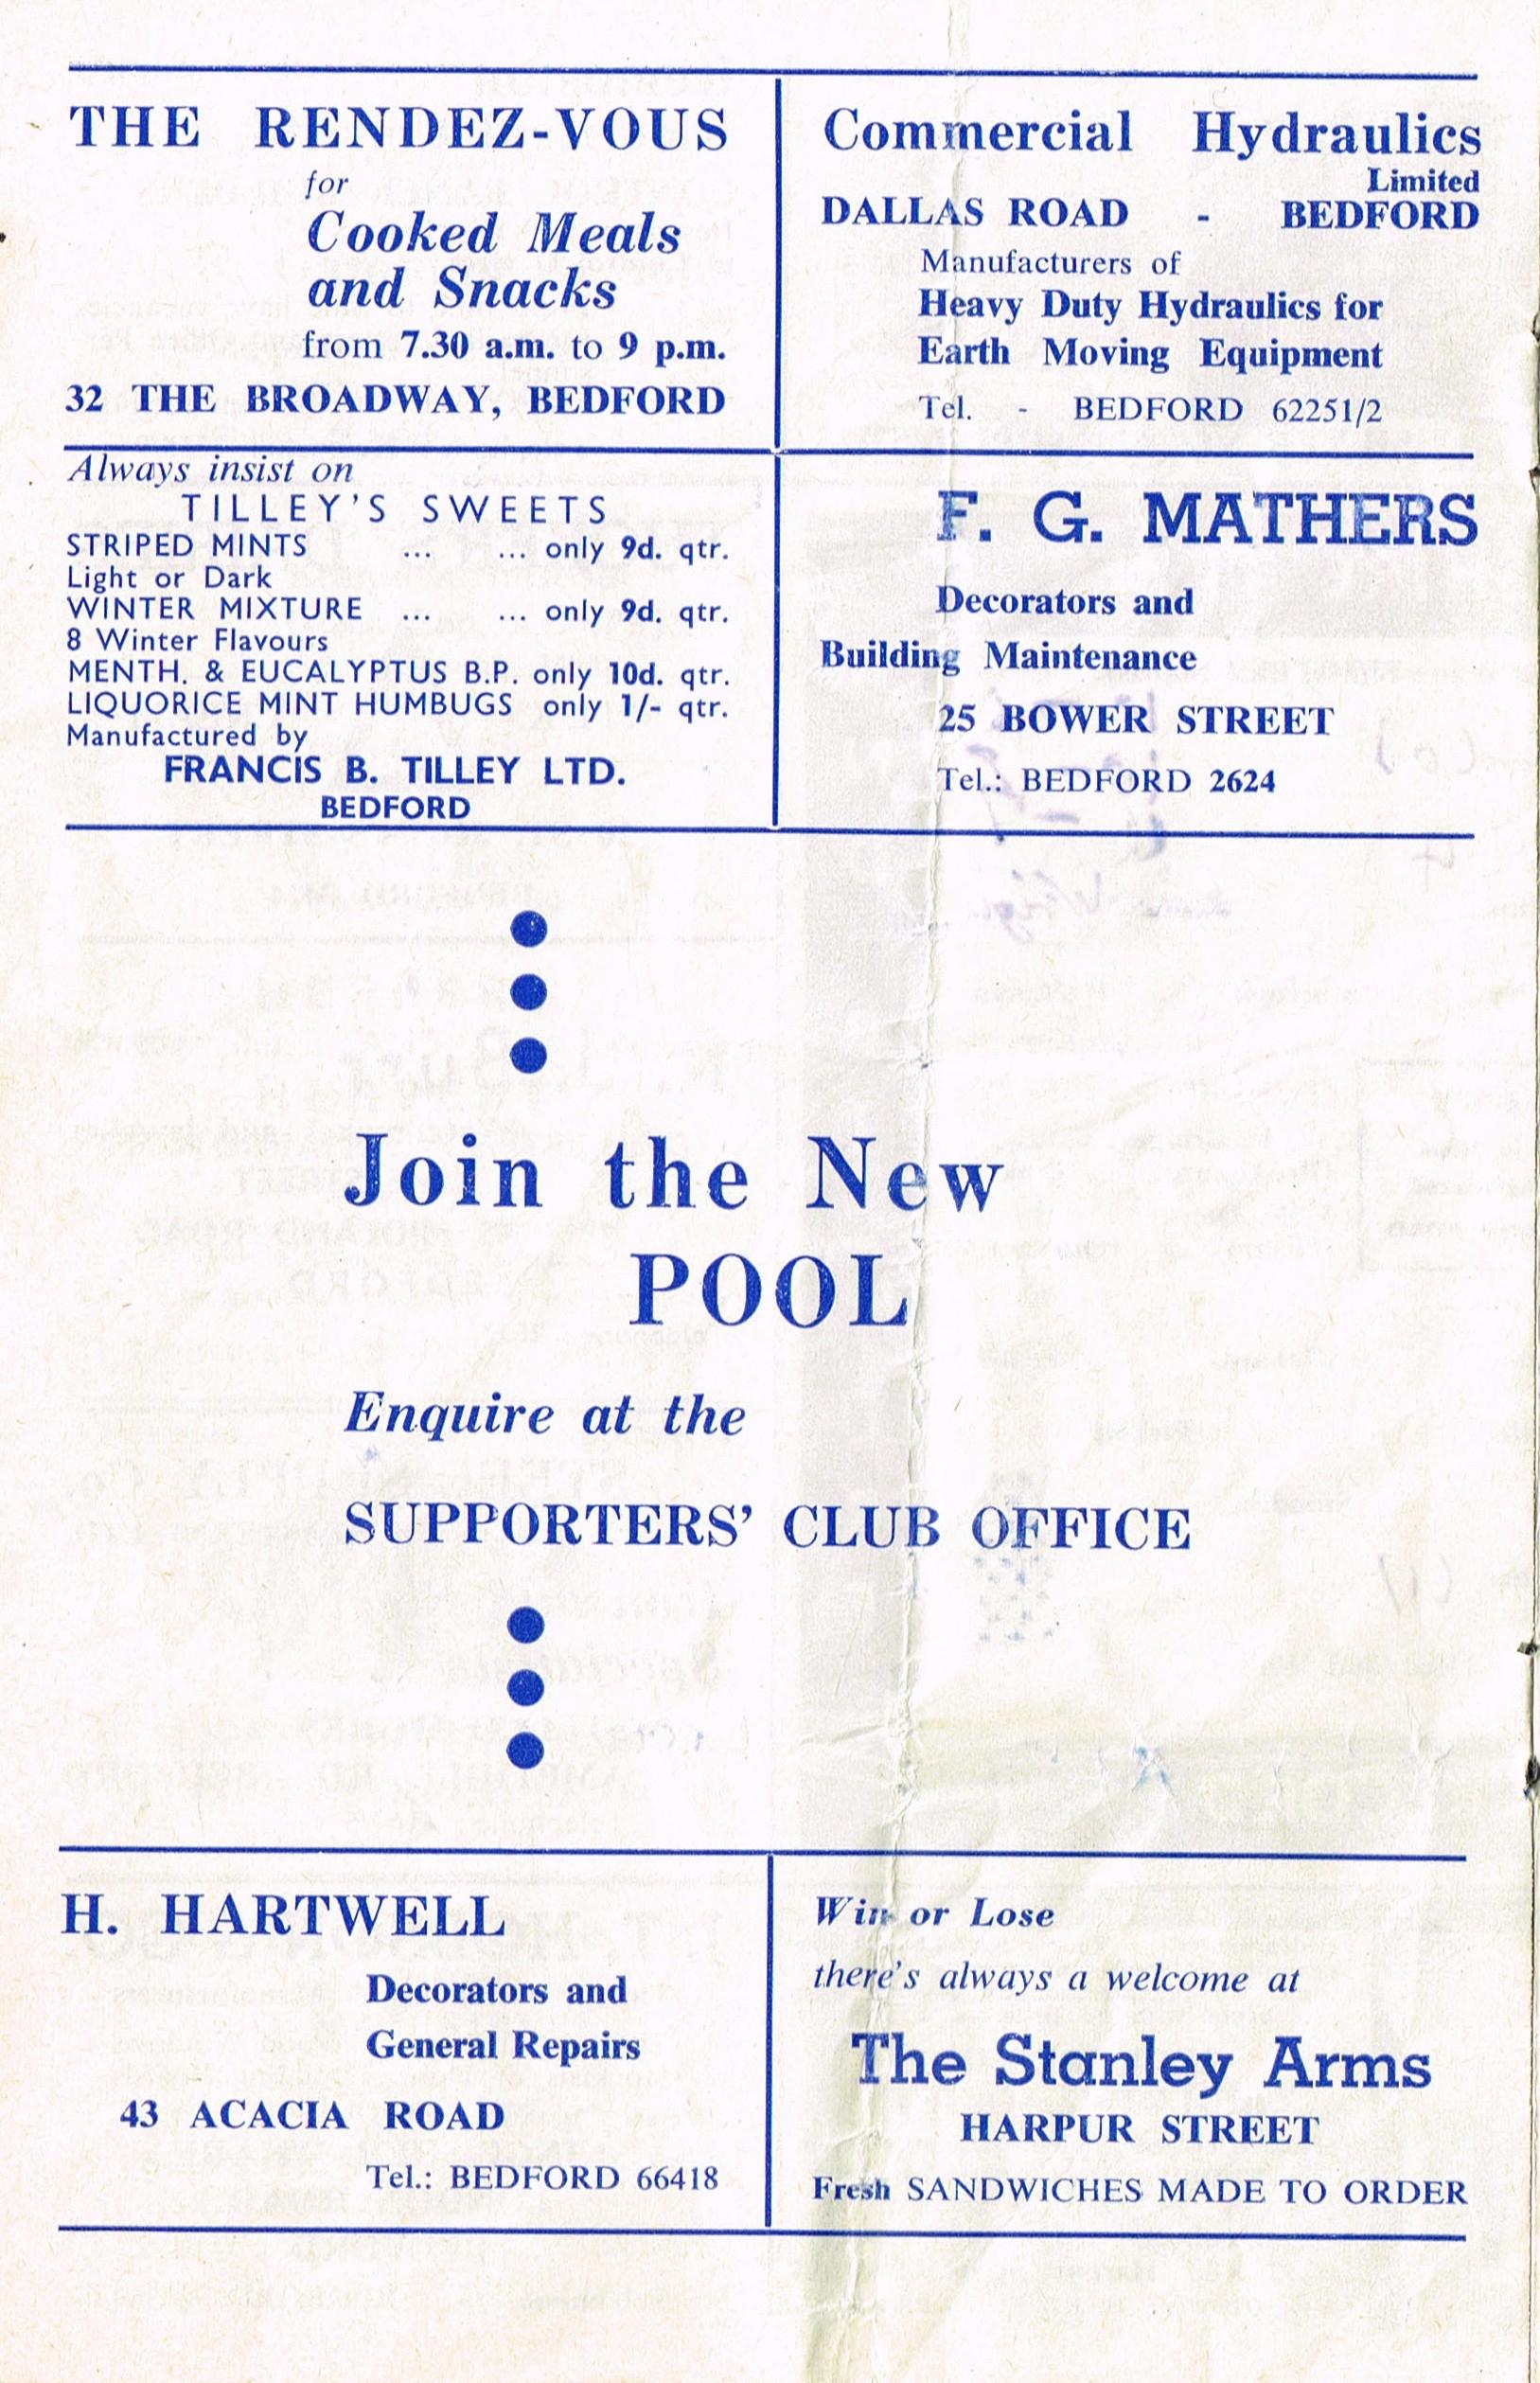 THE RENDEZ-VOUS
for
Cooked Meals
and Snacks
from 7.30 a.m. to 9 p.m.
32 THE BROADWAY, BEDFORD
Commercial Hydraulics
Limited
DALLAS ROAD - BEDFORD
Manufacturers of
Heavy Duty Hydraulics for
Earth Moving Equipment
Tel. - BEDFORD 62251/2
Always insist on
TILLEY'S SWEETS
STRIPED MINTS ... ... only 9d. qtr.
Light or Dark
WINTER MIXTURE ... ... only 9d. qtr.
8 Winter Flavours
MENTH. & EUCALYPTUS B.P. only 10d. qtr.
LIQUORICE MINT HUMBUGS only 1/- qtr.
Manufactured by
FRANCIS B. TILLEY LTD.
BEDFORD
F. G. MATHERS
Decorators and
Building Maintenance
25 BOWER STREET
Tel.: BEDFORD 2624
Join the New
POOL
Enquire at the
SUPPORTERS' CLUB OFFICE
H. HARTWELL
Decorators and
General Repairs
43 ACACIA ROAD
Tel.: BEDFORD 66418
Win or Lose
there's always a welcome at
The Stanley Arms
HARPUR STREET
Fresh SANDWICHES MADE TO ORDER